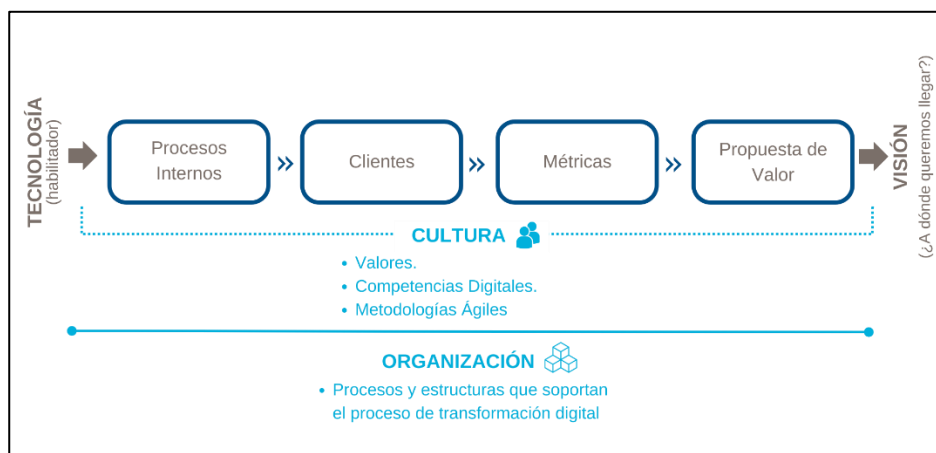 TECNOLOGÍA
(habilitador)
Procesos
Internos
»
Clientes
»
Métricas
»
Propuesta de
Valor
VISIÓN
(¿A dónde queremos llegar?)
CULTURA
• Valores.
• Competencias Digitales.
• Metodologías Ágiles
ORGANIZACIÓN
• Procesos y estructuras que soportan
el proceso de transformación digital